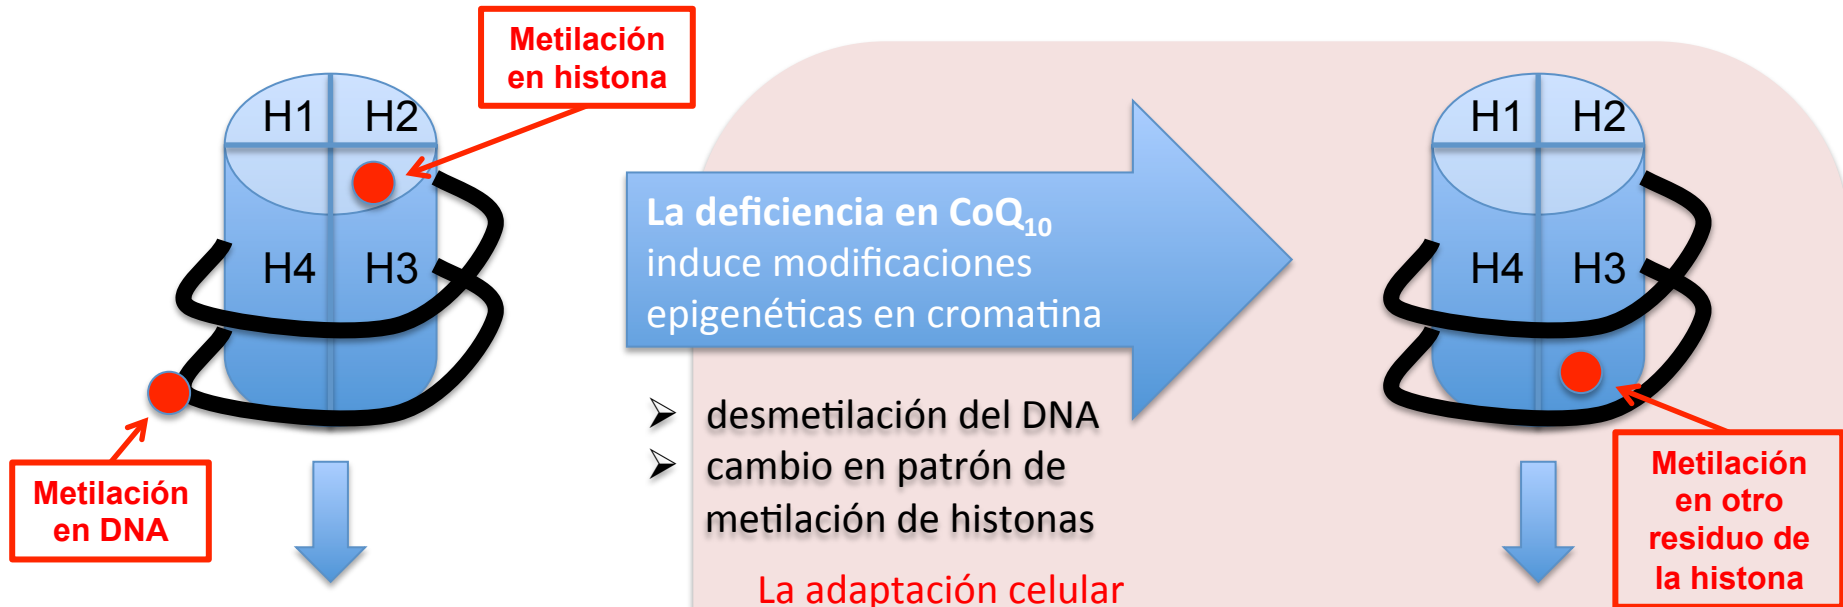 Metilación
en histona
H1 H2
H4 H3
Metilación
en DNA
La deficiencia en CoQ10
induce modificaciones
epigenéticas en cromatina
➢ desmetilación del DNA
➢ cambio en patrón de
metilación de histonas
La adaptación celular
H1 H2
H4 H3
Metilación
en otro
residuo de
la histona